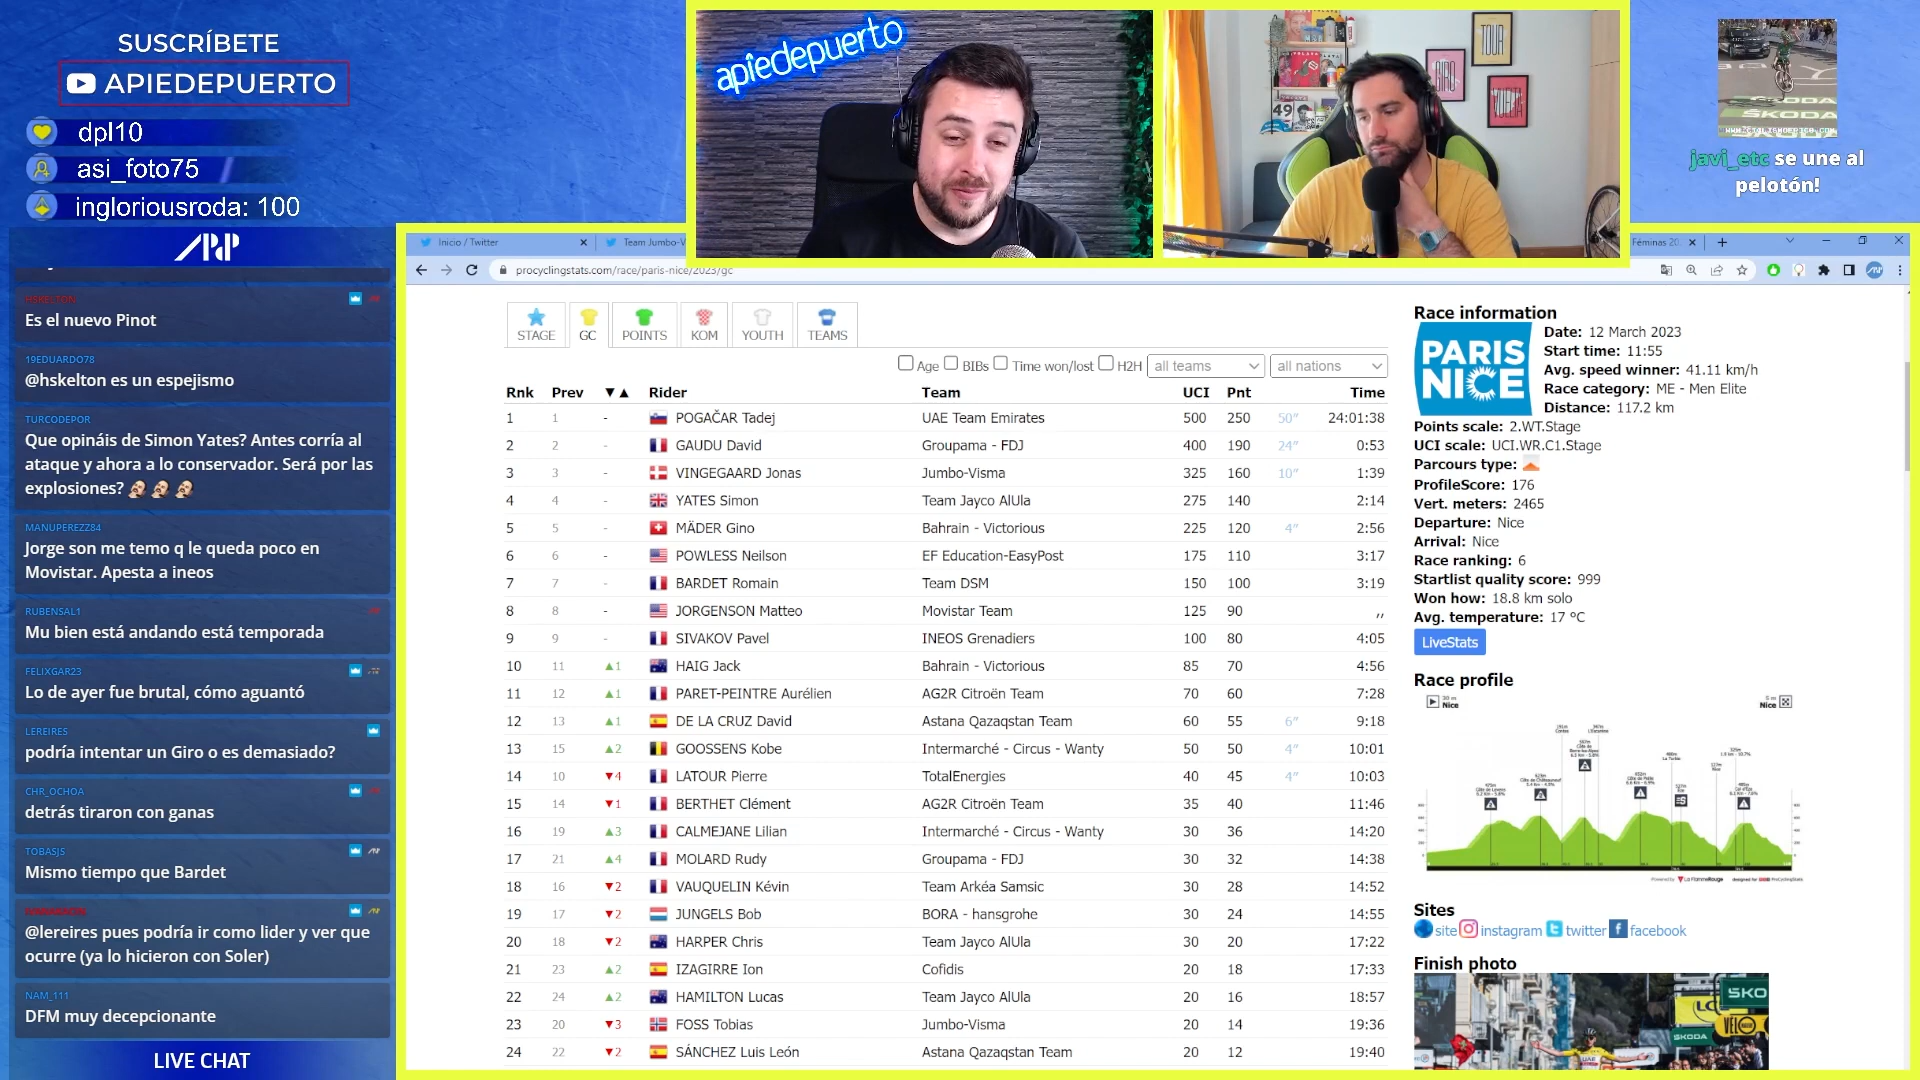 SUSCRÍBETE
APIEDEPUERTO
dpl10
asi_foto75
ingloriousroda: 100
apiedepuerto
TOUR
GIRO
VUELTA
49
ŠKODA
WWW.CICLISMOEPICO.COM
javi_etc se une al
pelotón!
HSKELTON
Es el nuevo Pinot
19EDUARDO78
@hskelton es un espejismo
TURCODEPOR
Que opináis de Simon Yates? Antes corría al
ataque y ahora a lo conservador. Será por las
explosiones?
MANUPEREZZ84
Jorge son me temo q le queda poco en
Movistar. Apesta a ineos
RUBENSAL1
Mu bien está andando está temporada
FELIXGAR23
Lo de ayer fue brutal, cómo aguantó
LEREIRES
podría intentar un Giro o es demasiado?
CHR_OCHOA
detrás tiraron con ganas
TOBASJS
Mismo tiempo que Bardet
@lereires pues podría ir como lider y ver que
ocurre (ya lo hicieron con Soler)
NAM_111
DFM muy decepcionante
LIVE CHAT
Inicio / Twitter
Team Jumbo-V
Féminas 20
procyclingstats.com/race/paris-nice/2023/gc
STAGE GC POINTS KOM YOUTH TEAMS
Age BIBs Time won/lost H2H all teams all nations
Rnk Prev ▼▲ Rider Team UCI Pnt Time
1 1 - POGAČAR Tadej UAE Team Emirates 500 250 50″ 24:01:38
2 2 - GAUDU David Groupama - FDJ 400 190 24″ 0:53
3 3 - VINGEGAARD Jonas Jumbo-Visma 325 160 10″ 1:39
4 4 - YATES Simon Team Jayco AlUla 275 140 2:14
5 5 - MÄDER Gino Bahrain - Victorious 225 120 4″ 2:56
6 6 - POWLESS Neilson EF Education-EasyPost 175 110 3:17
7 7 - BARDET Romain Team DSM 150 100 3:19
8 8 - JORGENSON Matteo Movistar Team 125 90 ,,
9 9 - SIVAKOV Pavel INEOS Grenadiers 100 80 4:05
10 11 ▲1 HAIG Jack Bahrain - Victorious 85 70 4:56
11 12 ▲1 PARET-PEINTRE Aurélien AG2R Citroën Team 70 60 7:28
12 13 ▲1 DE LA CRUZ David Astana Qazaqstan Team 60 55 6″ 9:18
13 15 ▲2 GOOSSENS Kobe Intermarché - Circus - Wanty 50 50 4″ 10:01
14 10 ▼4 LATOUR Pierre TotalEnergies 40 45 4″ 10:03
15 14 ▼1 BERTHET Clément AG2R Citroën Team 35 40 11:46
16 19 ▲3 CALMEJANE Lilian Intermarché - Circus - Wanty 30 36 14:20
17 21 ▲4 MOLARD Rudy Groupama - FDJ 30 32 14:38
18 16 ▼2 VAUQUELIN Kévin Team Arkéa Samsic 30 28 14:52
19 17 ▼2 JUNGELS Bob BORA - hansgrohe 30 24 14:55
20 18 ▼2 HARPER Chris Team Jayco AlUla 30 20 17:22
21 23 ▲2 IZAGIRRE Ion Cofidis 20 18 17:33
22 24 ▲2 HAMILTON Lucas Team Jayco AlUla 20 16 18:57
23 20 ▼3 FOSS Tobias Jumbo-Visma 20 14 19:36
24 22 ▼2 SÁNCHEZ Luis León Astana Qazaqstan Team 20 12 19:40
Race information
PARIS
NICE
Date: 12 March 2023
Start time: 11:55
Avg. speed winner: 41.11 km/h
Race category: ME - Men Elite
Distance: 117.2 km
Points scale: 2.WT.Stage
UCI scale: UCI.WR.C1.Stage
Parcours type:
ProfileScore: 176
Vert. meters: 2465
Departure: Nice
Arrival: Nice
Race ranking: 6
Startlist quality score: 999
Won how: 18.8 km solo
Avg. temperature: 17 °C
LiveStats
Race profile
Nice
Nice
Sites
site instagram twitter facebook
Finish photo
ŠKO
LC
VÉLO
ŠKODA
UAE